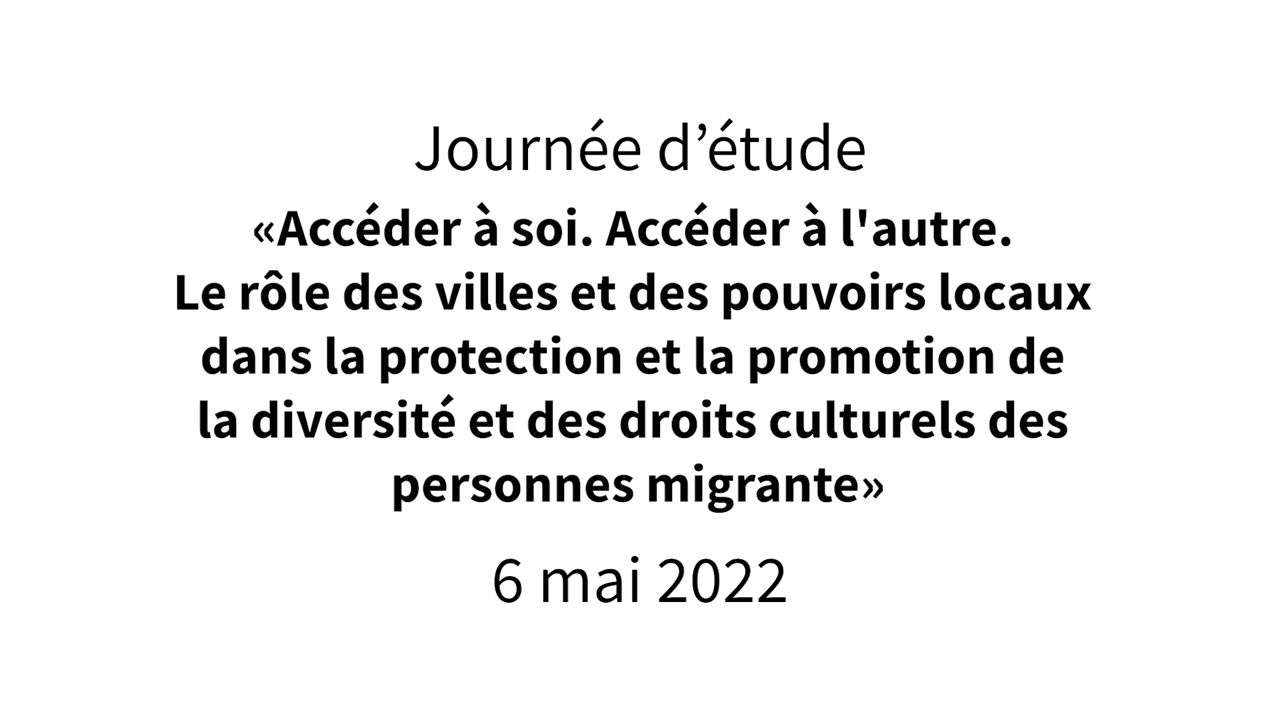 Journée d’étude
«Accéder à soi. Accéder à l'autre.
Le rôle des villes et des pouvoirs locaux
dans la protection et la promotion de
la diversité et des droits culturels des
personnes migrante»
6 mai 2022